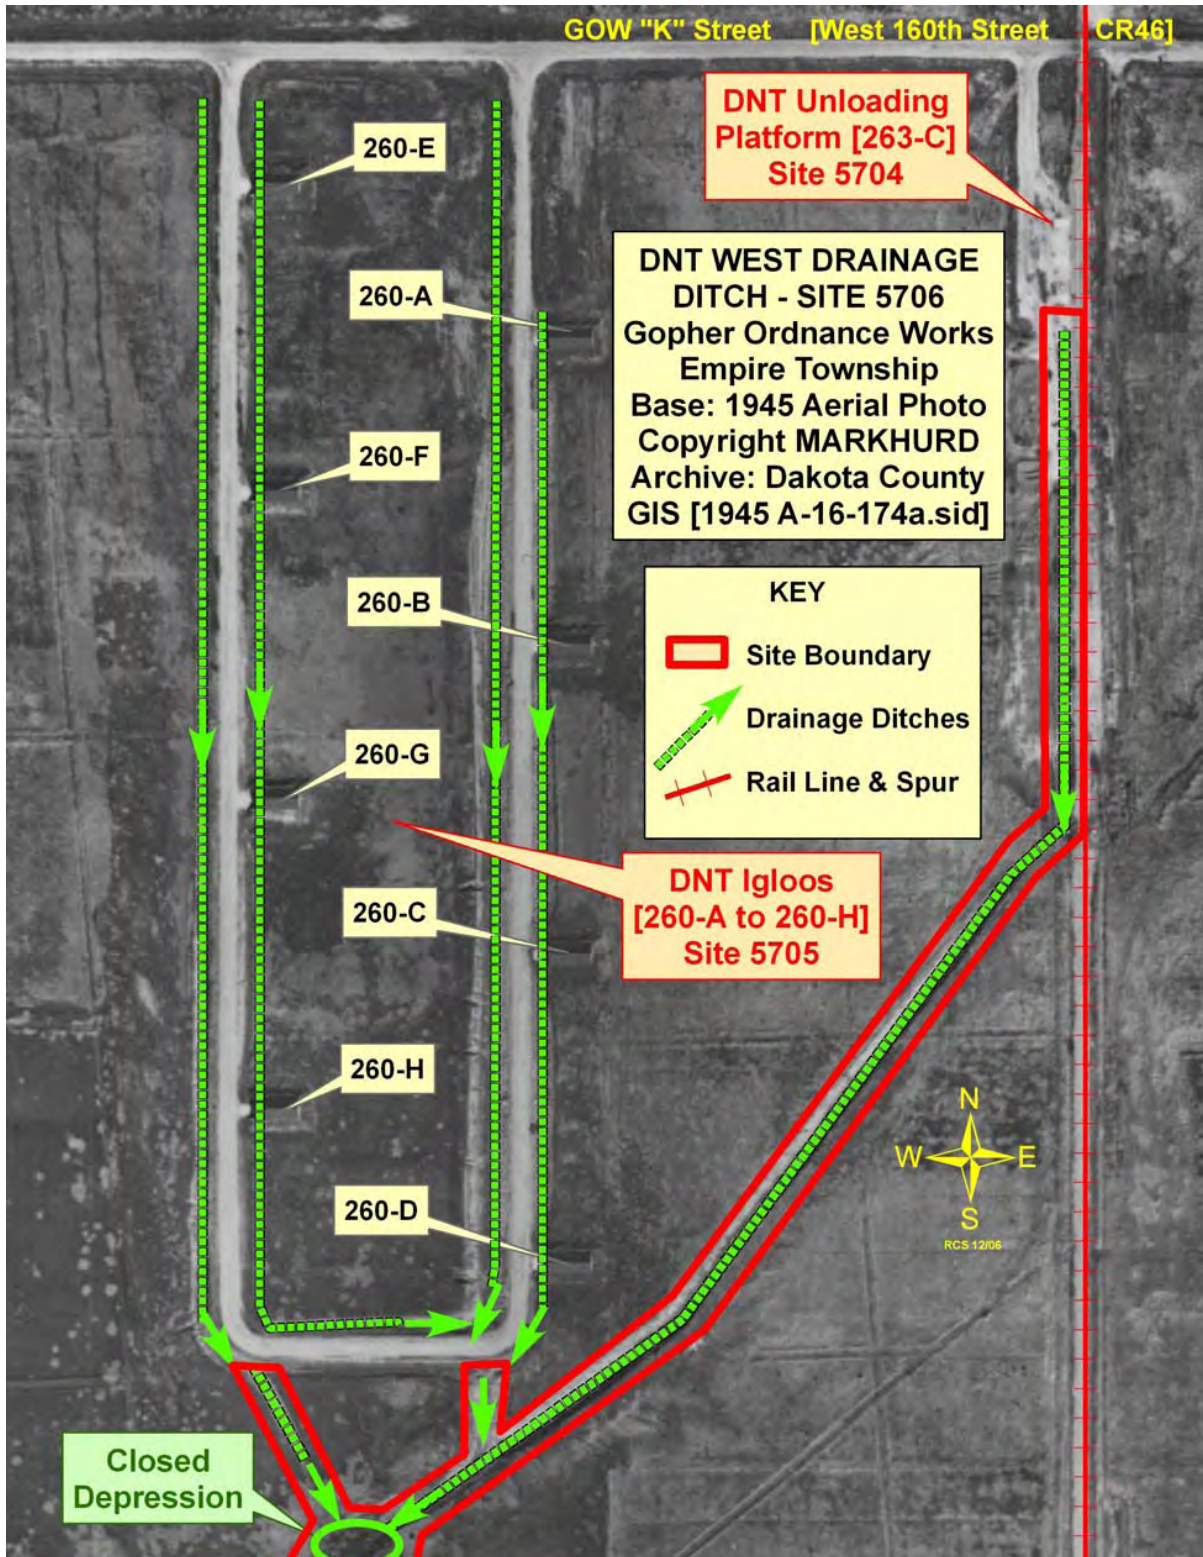 GOW "K" Street [West 160th Street CR46]
DNT Unloading
Platform [263-C]
Site 5704
260-E
260-A
DNT WEST DRAINAGE
DITCH - SITE 5706
Gopher Ordnance Works
Empire Township
Base: 1945 Aerial Photo
Copyright MARKHURD
Archive: Dakota County
GIS [1945 A-16-174a.sid]
260-F
260-B
KEY
Site Boundary
Drainage Ditches
Rail Line & Spur
260-G
DNT Igloos
[260-A to 260-H]
Site 5705
260-C
260-H
260-D
N
W E
S
RCS 12/06
Closed
Depression